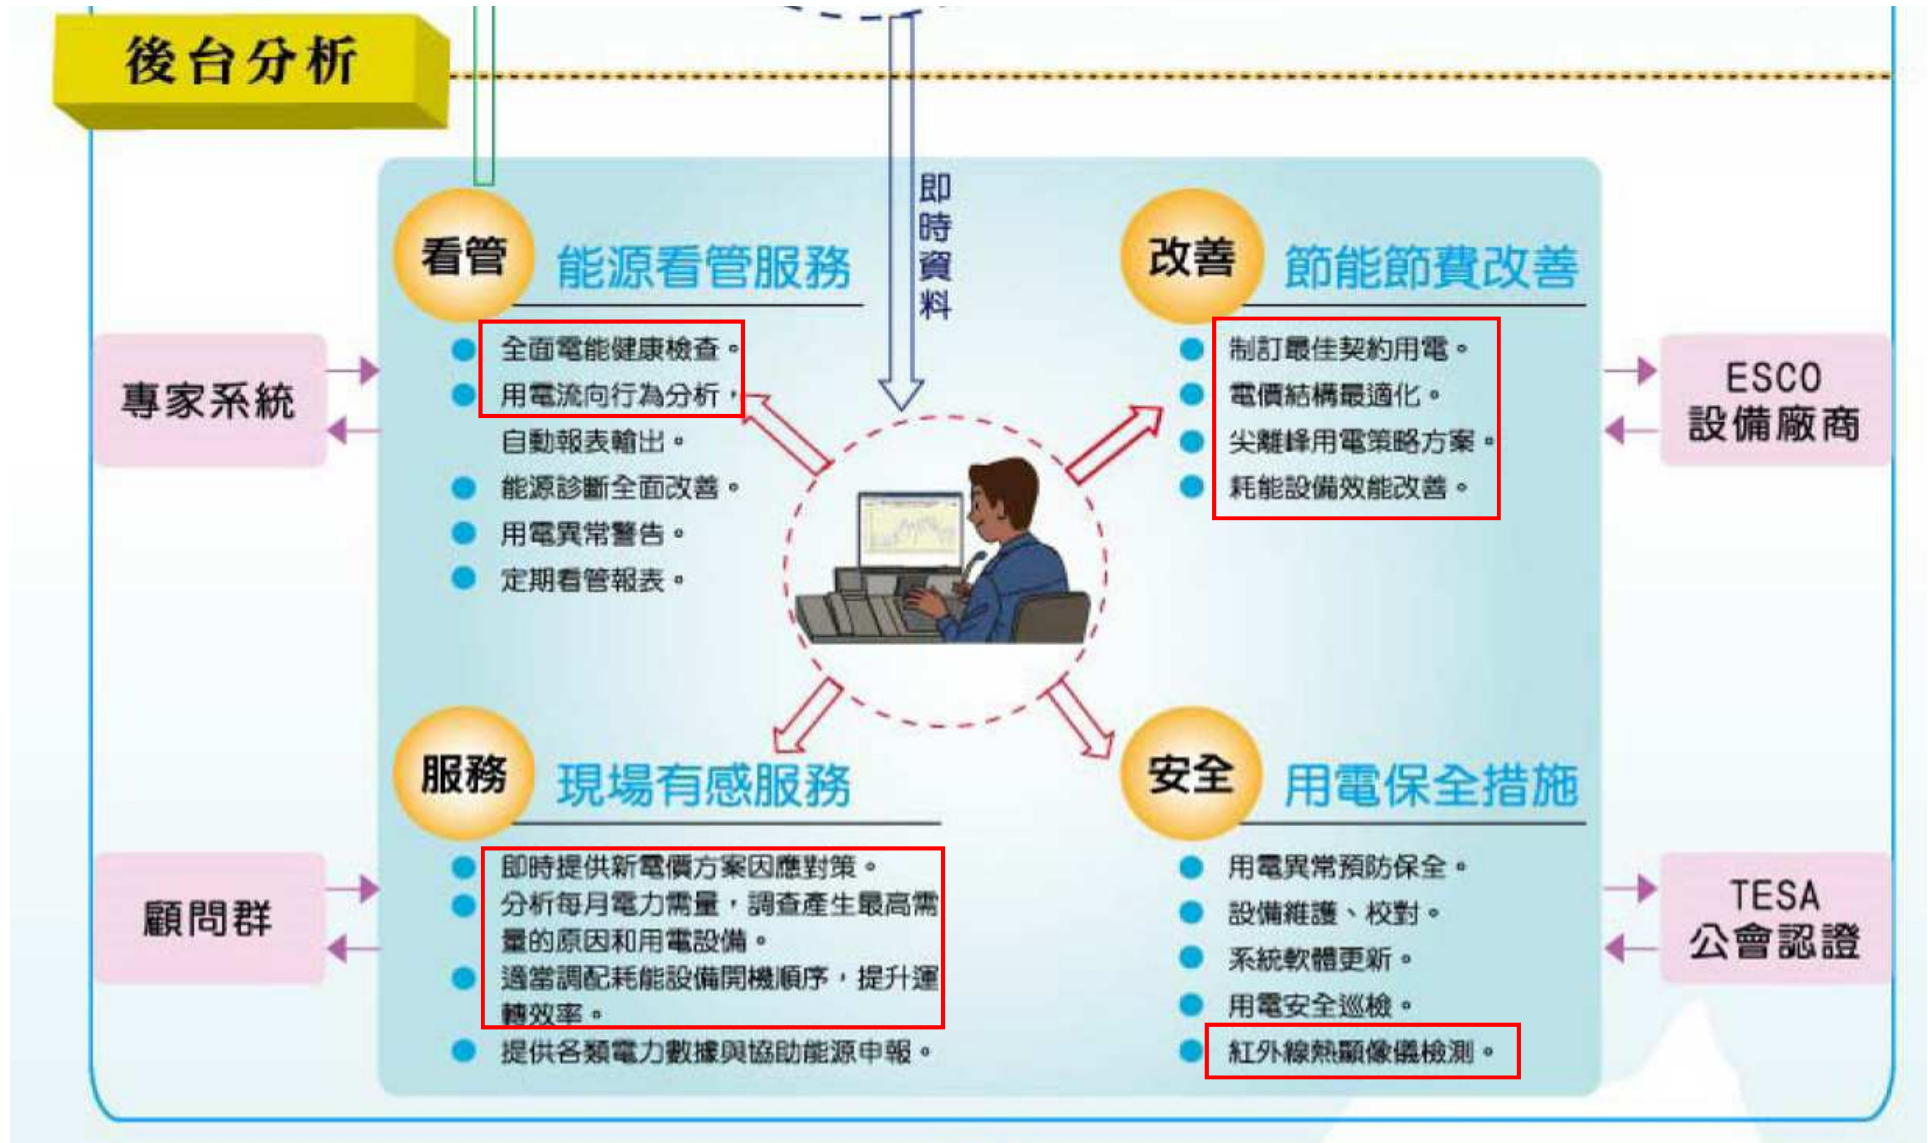 後台分析
即時資料
看管
能源看管服務
全面電能健康檢查。
用電流向行為分析，
自動報表輸出。
能源診斷全面改善。
用電異常警告。
定期看管報表。
改善
節能節費改善
制訂最佳契約用電。
電價結構最適化。
尖離峰用電策略方案。
耗能設備效能改善。
專家系統
ESCO
設備廠商
服務
現場有感服務
即時提供新電價方案因應對策。
分析每月電力需量，調查產生最高需
量的原因和用電設備。
適當調配耗能設備開機順序，提升運
轉效率。
提供各類電力數據與協助能源申報。
安全
用電保全措施
用電異常預防保全。
設備維護、校對。
系統軟體更新。
用電安全巡檢。
紅外線熱顯像儀檢測。
顧問群
TESA
公會認證